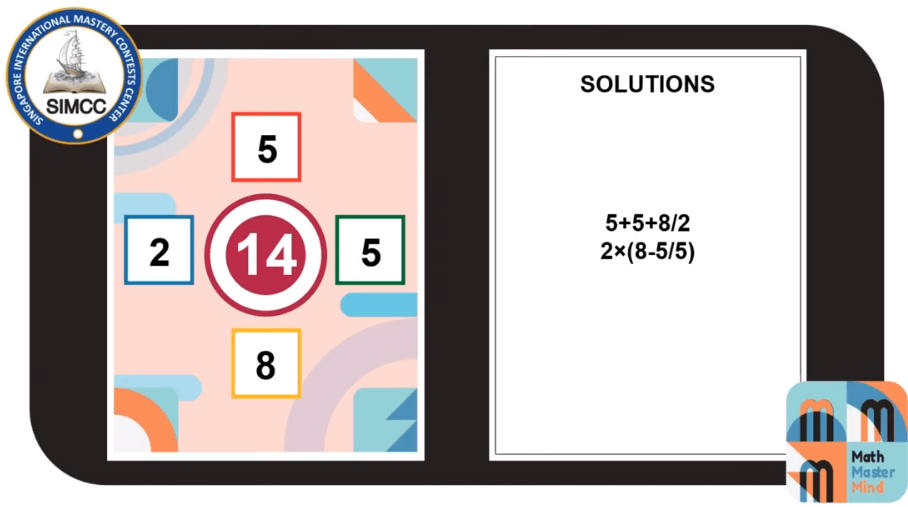 SINGAPORE INTERNATIONAL MASTERY CONTESTS CENTER
SIMCC
5
2
14
5
8
SOLUTIONS
5+5+8/2
2×(8-5/5)
Math
Master
Mind